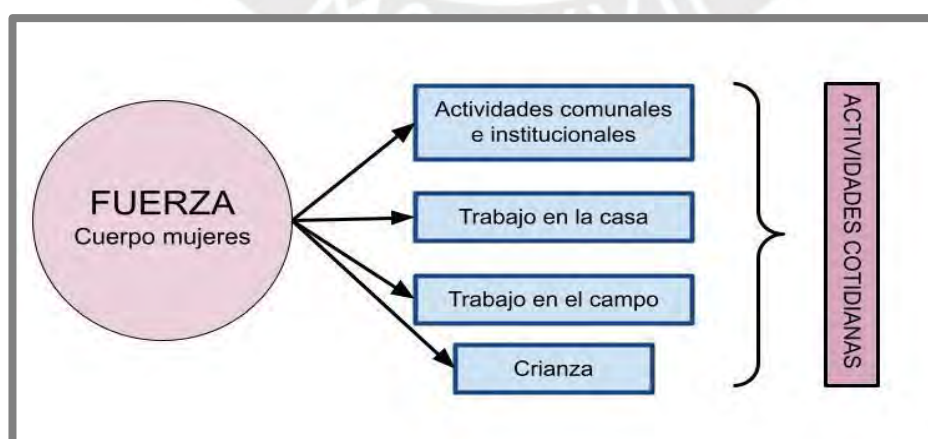 FUERZA
Cuerpo mujeres
Actividades comunales
e institucionales
Trabajo en la casa
Trabajo en el campo
Crianza
ACTIVIDADES COTIDIANAS